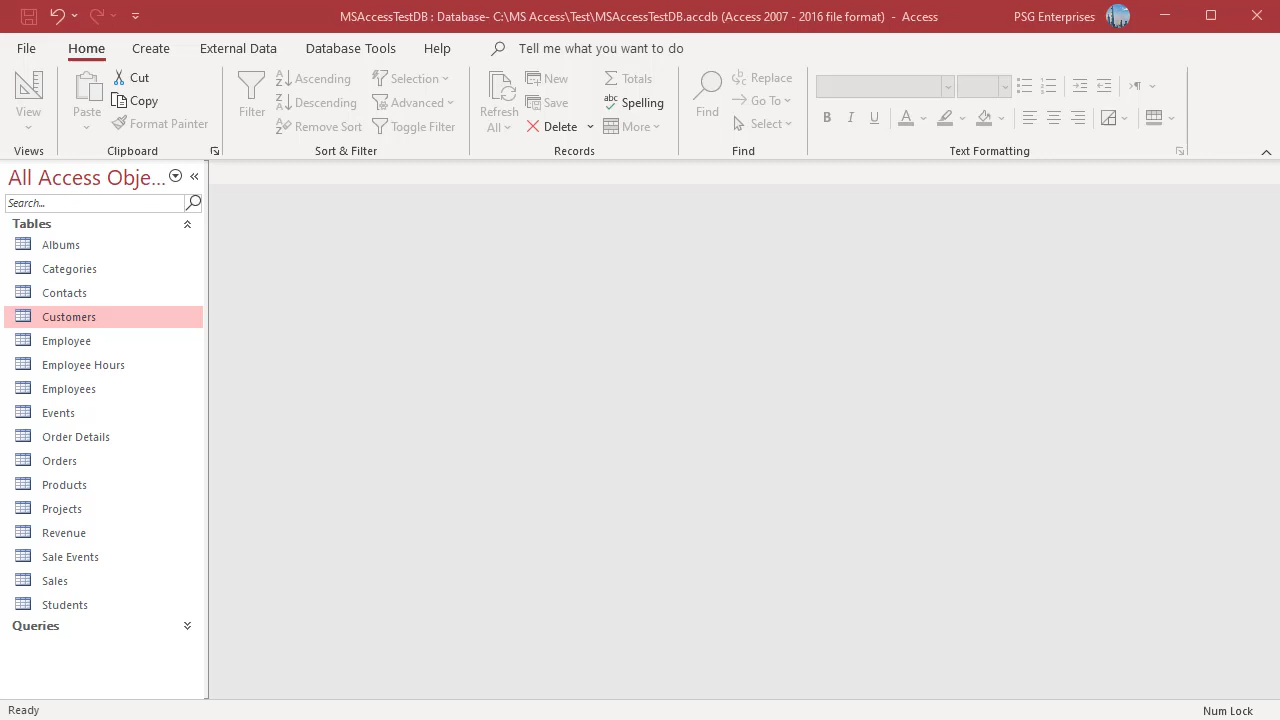 MSAccessTestDB : Database- C:\MS Access\Test\MSAccessTestDB.accdb (Access 2007 - 2016 file format) - Access
PSG Enterprises
File Home Create External Data Database Tools Help Tell me what you want to do
View
Views
Paste
Cut
Copy
Format Painter
Clipboard
Filter
Ascending
Descending
Remove Sort
Selection
Advanced
Toggle Filter
Sort & Filter
Refresh
All
New
Save
Delete
Totals
Spelling
More
Records
Find
Replace
Go To
Select
Find
B I U A
Text Formatting
All Access Obje...
Search...
Tables
Albums
Categories
Contacts
Customers
Employee
Employee Hours
Employees
Events
Order Details
Orders
Products
Projects
Revenue
Sale Events
Sales
Students
Queries
Ready
Num Lock